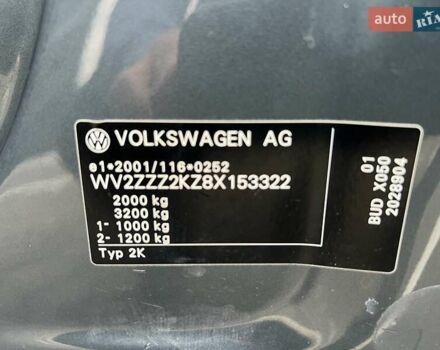 auto RIA
VOLKSWAGEN AG
e1*2001/116*0252
WV2ZZZ2KZ8X153322
2000 kg
3200 kg
1- 1000 kg
2- 1200 kg
Typ 2K
01
BUD X050
2028904